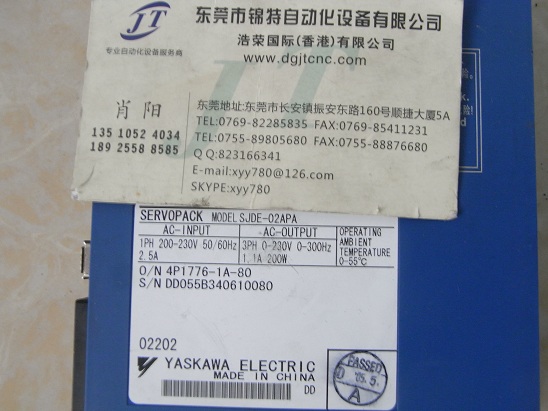 JT
专业自动化设备服务商
东莞市锦特自动化设备有限公司
浩荣国际(香港)有限公司
www.dgjtcnc.com
JT
肖阳
135 1052 4034
189 2558 8585
东莞地址:东莞市长安镇振安东路160号顺捷大厦5A
TEL:0769-82285835 FAX:0769-85411231
TEL:0755-89805680 FAX:0755-88876680
QQ:823166341
E-mail:xyy780@126.com
SKYPE:xyy780
SERVOPACK MODEL SJDE-02APA
AC-INPUT AC-OUTPUT OPERATING AMBIENT TEMPERATURE 0-55℃
1PH 200-230V 50/60Hz 3PH 0-230V 0-300Hz
2.5A 1.1A 200W
O/N 4P1776-1A-80
S/N DD055B340610080
02202
YASKAWA ELECTRIC
MADE IN CHINA DD
PASSED
'05.5.
A